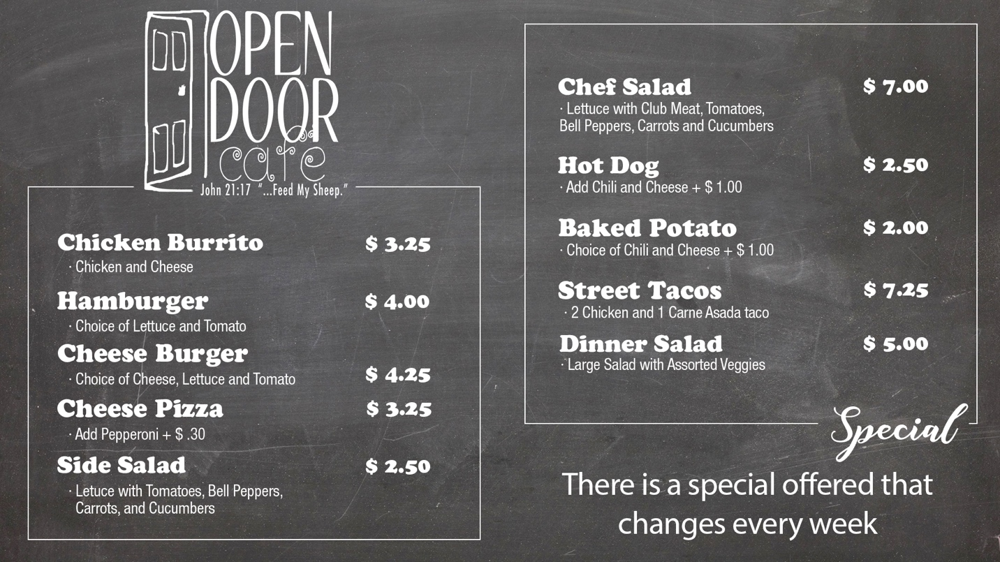 OPEN
DOOR
café
John 21:17 "...Feed My Sheep."
Chicken Burrito $ 3.25
· Chicken and Cheese
Hamburger $ 4.00
· Choice of Lettuce and Tomato
Cheese Burger
· Choice of Cheese, Lettuce and Tomato $ 4.25
Cheese Pizza $ 3.25
· Add Pepperoni + $ .30
Side Salad $ 2.50
· Letuce with Tomatoes, Bell Peppers,
Carrots, and Cucumbers
Chef Salad $ 7.00
· Lettuce with Club Meat, Tomatoes,
Bell Peppers, Carrots and Cucumbers
Hot Dog $ 2.50
· Add Chili and Cheese + $ 1.00
Baked Potato $ 2.00
· Choice of Chili and Cheese + $ 1.00
Street Tacos $ 7.25
· 2 Chicken and 1 Carne Asada taco
Dinner Salad $ 5.00
· Large Salad with Assorted Veggies
Special
There is a special offered that
changes every week